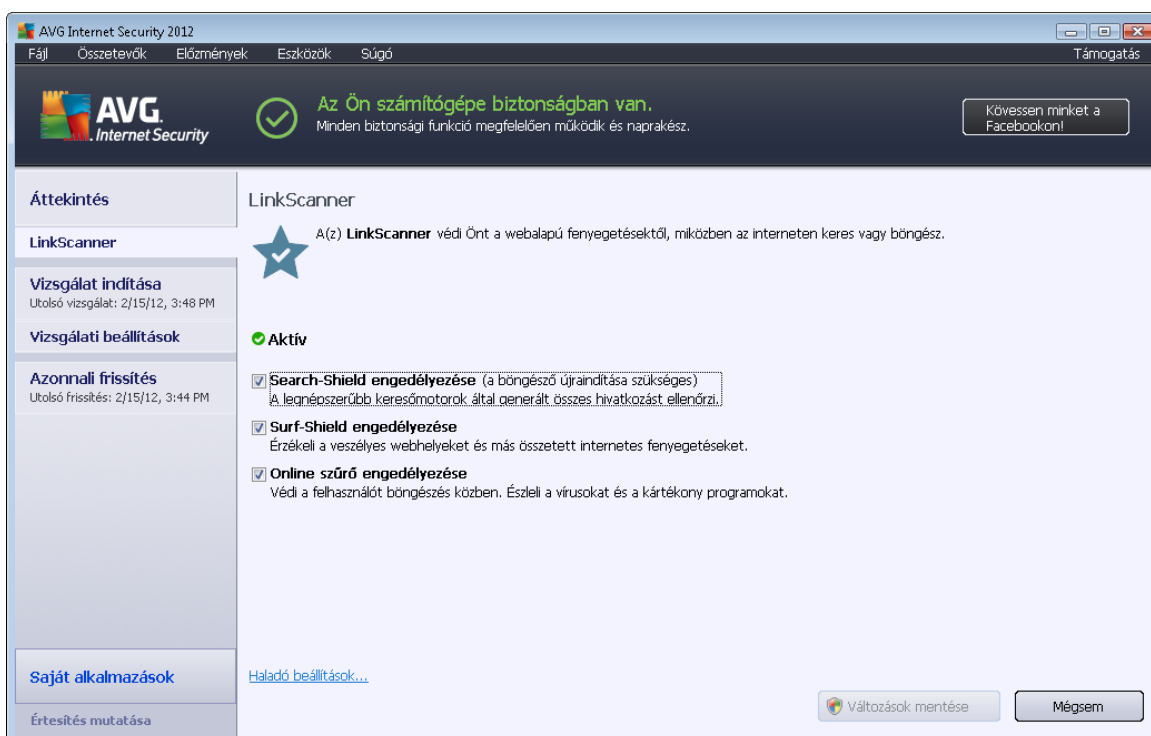 AVG Internet Security 2012
Fájl Összetevők Előzmények Eszközök Súgó Támogatás
AVG.
Internet Security
Az Ön számítógépe biztonságban van.
Minden biztonsági funkció megfelelően működik és naprakész.
Kövessen minket a
Facebookon!
Áttekintés
LinkScanner
Vizsgálat indítása
Utolsó vizsgálat: 2/15/12, 3:48 PM
Vizsgálati beállítások
Azonnali frissítés
Utolsó frissítés: 2/15/12, 3:44 PM
Saját alkalmazások
Értesítés mutatása
LinkScanner
A(z) LinkScanner védi Önt a webalapú fenyegetésektől, miközben az interneten keres vagy böngész.
Aktív
Search-Shield engedélyezése (a böngésző újraindítása szükséges)
A legnépszerűbb keresőmotorok által generált összes hivatkozást ellenőrzi.
Surf-Shield engedélyezése
Érzékeli a veszélyes webhelyeket és más összetett internetes fenyegetéseket.
Online szűrő engedélyezése
Védi a felhasználót böngészés közben. Észleli a vírusokat és a kártékony programokat.
Haladó beállítások...
Változások mentése
Mégsem